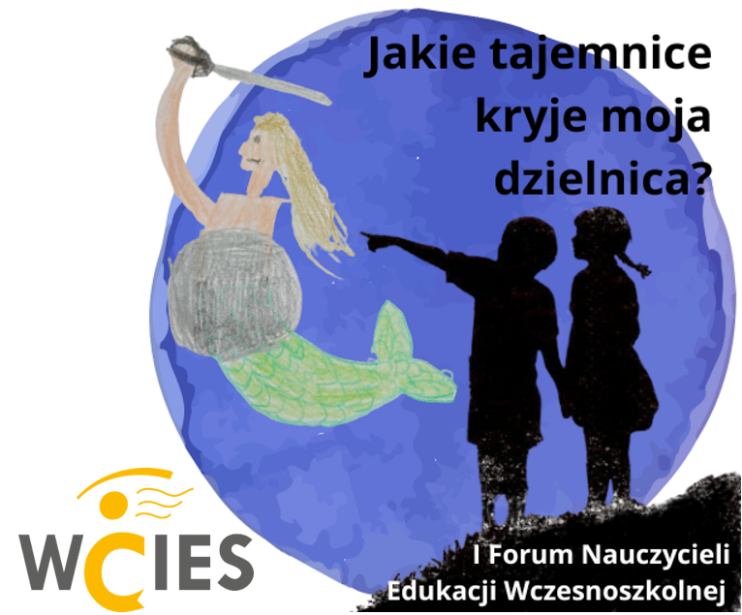 Jakie tajemnice
kryje moja
dzielnica?
WCIES
I Forum Nauczycieli
Edukacji Wczesnoszkolnej